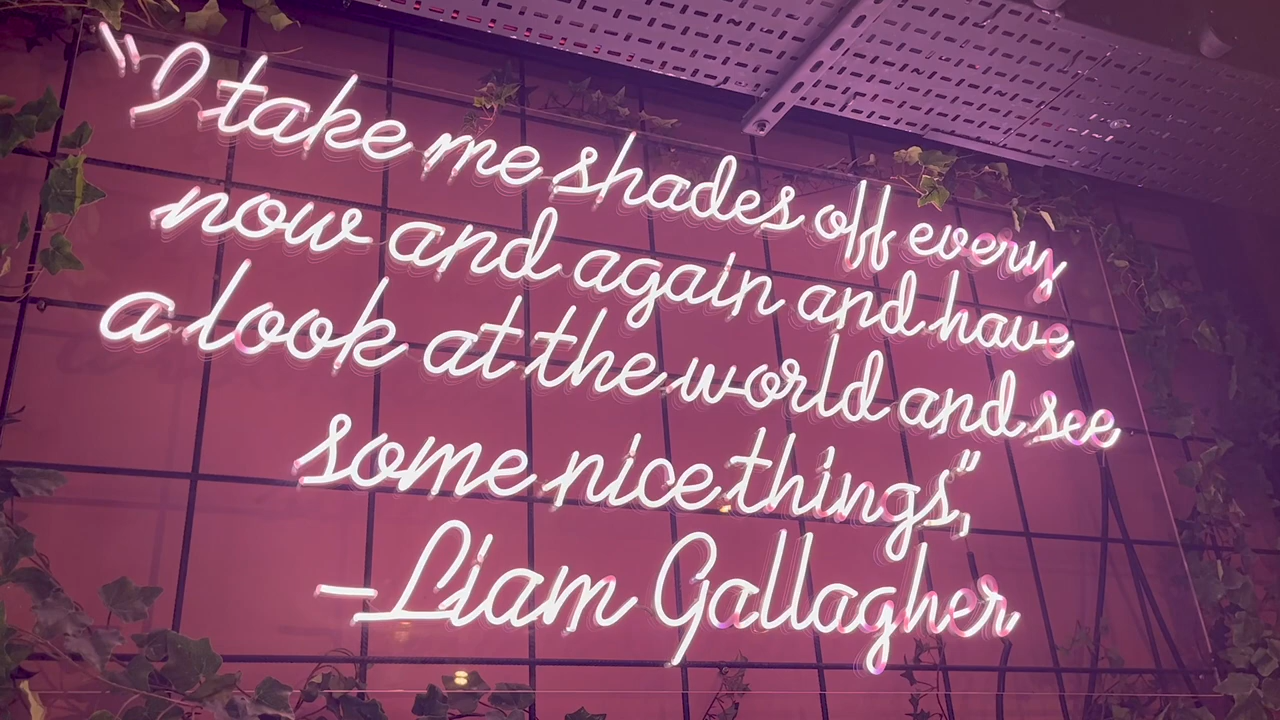 "I take me shades off every
now and again and have
a look at the world and see
some nice things",
–Liam Gallagher